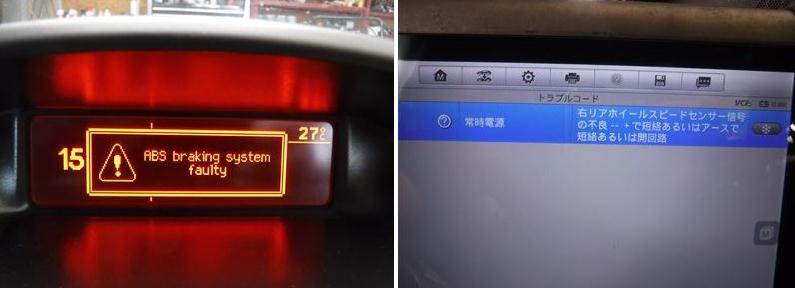 27°C
15
ABS braking system
faulty
トラブルコード
VCI
常時電源
右リアホイールスピードセンサー信号
の不良 -- + で短絡あるいはアースで
短絡あるいは開回路